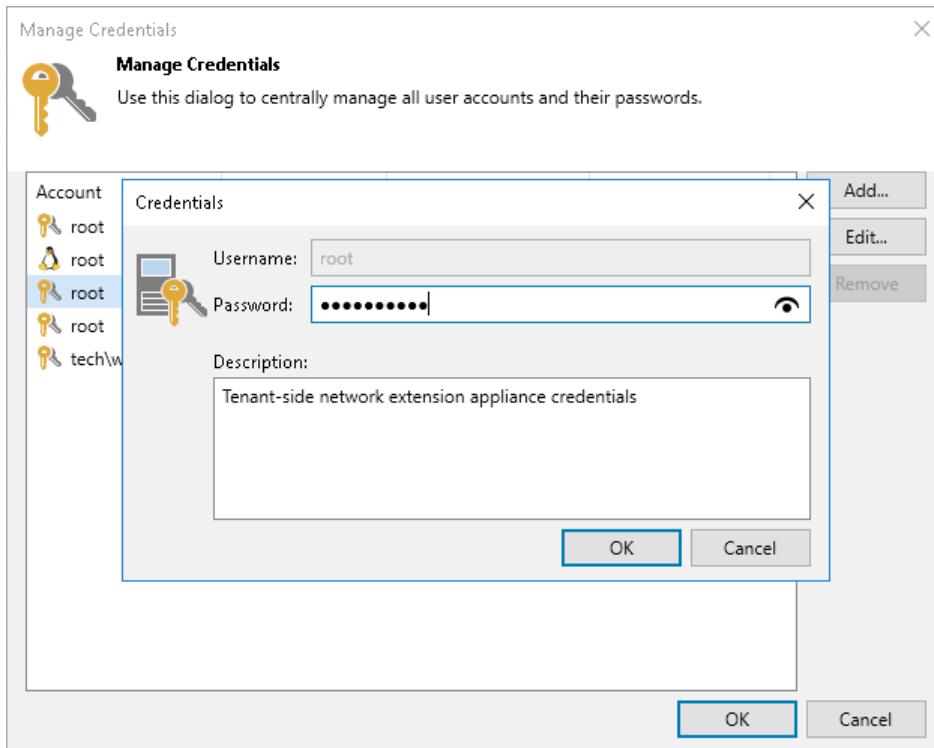 Manage Credentials
Manage Credentials
Use this dialog to centrally manage all user accounts and their passwords.
Account
Add...
root
Edit...
root
Remove
root
root
tech\w
Credentials
Username: root
Password: ●●●●●●●●●●
Description:
Tenant-side network extension appliance credentials
OK Cancel
OK Cancel